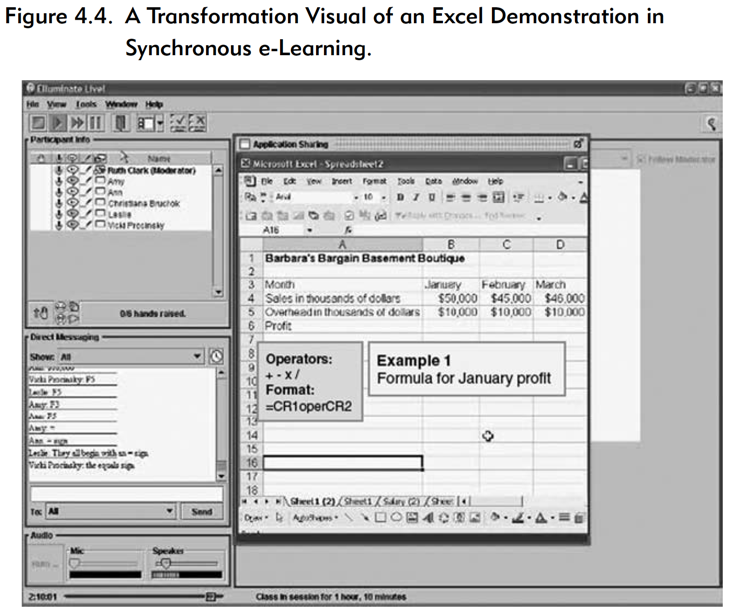 Figure 4.4. A Transformation Visual of an Excel Demonstration in
Synchronous e-Learning.
Elluminate Live!
File View Tools Window Help
Participant Info
Name
Ruth Clark (Moderator)
Amy
Ann
Christiana Bruchok
Leslie
Vicki Procinsky
0/6 hands raised.
Direct Messaging
Show: All
Vicki Procinsky: F5
Leslie: F5
Amy: F3
Ann: F5
Amy: =
Ann: = sign
Leslie: They all begin with an = sign
Vicki Procinsky: the equals sign
To: All
Send
Audio
Mic
Speaker
2:10:01
Class in session for 1 hour, 10 minutes
Follow Moderator
Application Sharing
Microsoft Excel - Spreadsheet2
File Edit View Insert Format Tools Data Window Help
Arial 10 B I U
A16 fx
A B C D
1 Barbara's Bargain Basement Boutique
2
3 Month January February March
4 Sales in thousands of dollars $50,000 $45,000 $46,000
5 Overhead in thousands of dollars $10,000 $10,000 $10,000
6 Profit
7
8
9
10
11
12
13
14
15
16
17
18
Operators:
+ - x /
Format:
=CR1operCR2
Example 1
Formula for January profit
Sheet1 (2) Sheet1 Salary (2) Sheet
Draw AutoShapes